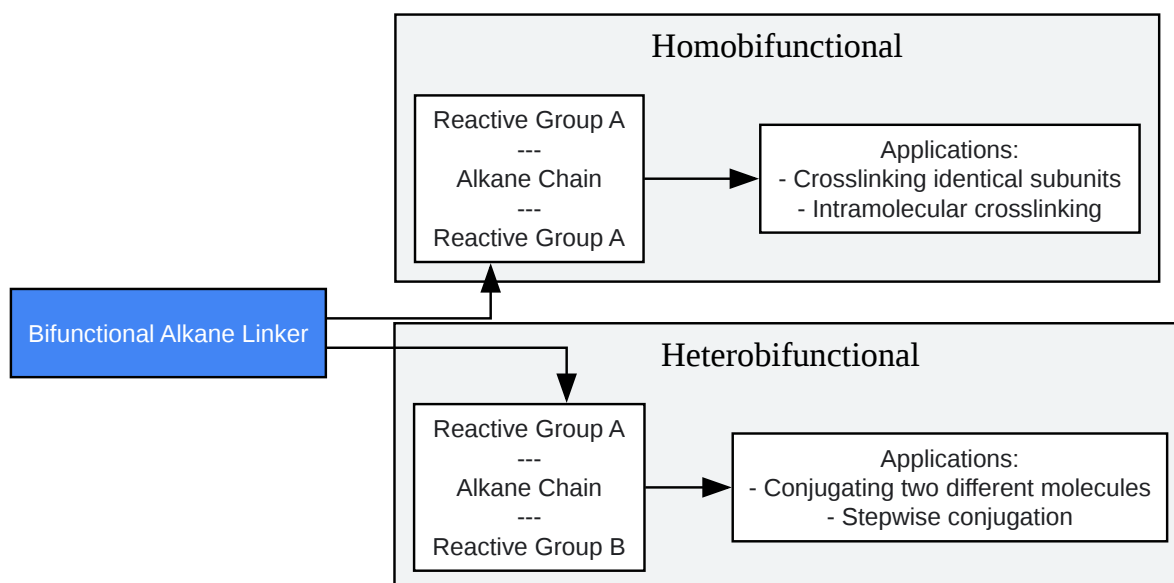 Homobifunctional
Reactive Group A
---
Alkane Chain
---
Reactive Group A
Applications:
- Crosslinking identical subunits
- Intramolecular crosslinking
Bifunctional Alkane Linker
Heterobifunctional
Reactive Group A
---
Alkane Chain
---
Reactive Group B
Applications:
- Conjugating two different molecules
- Stepwise conjugation